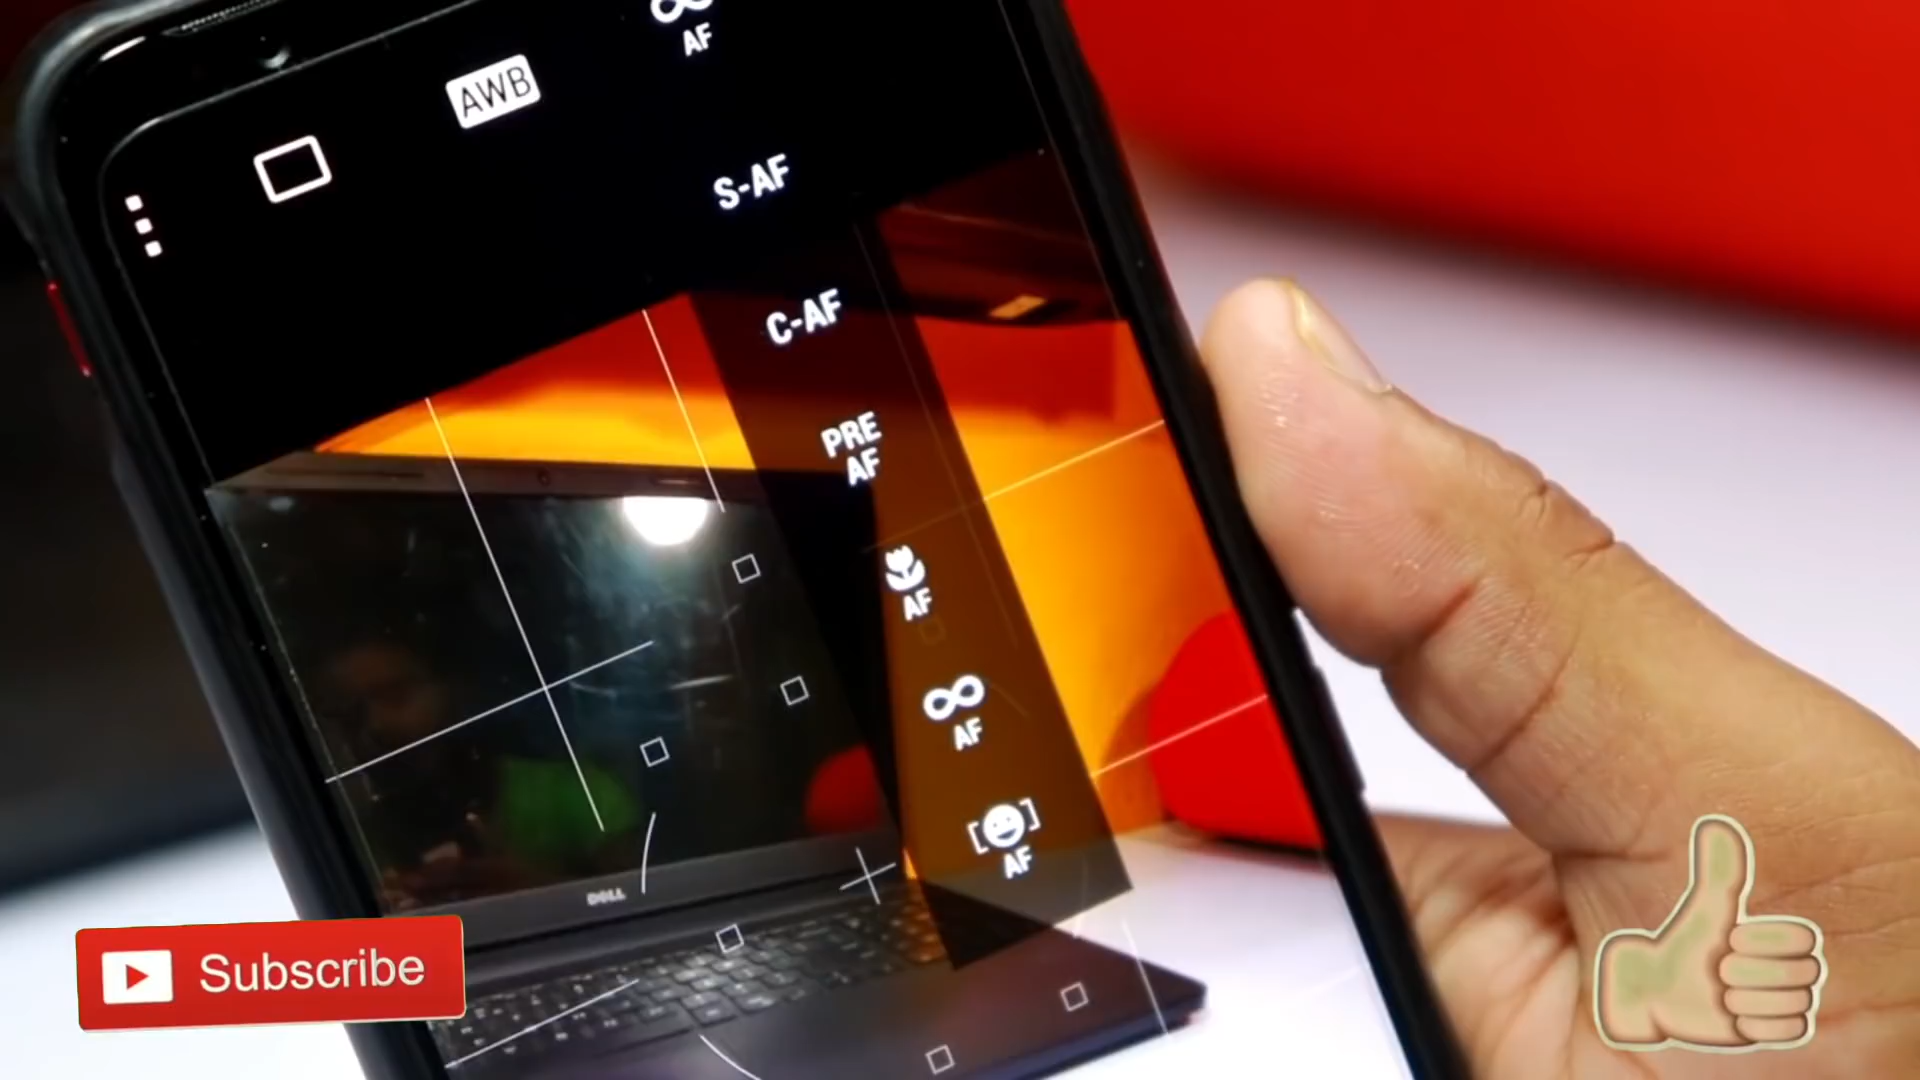 AF
AWB
S-AF
C-AF
PRE
AF
AF
AF
AF
DELL
Subscribe